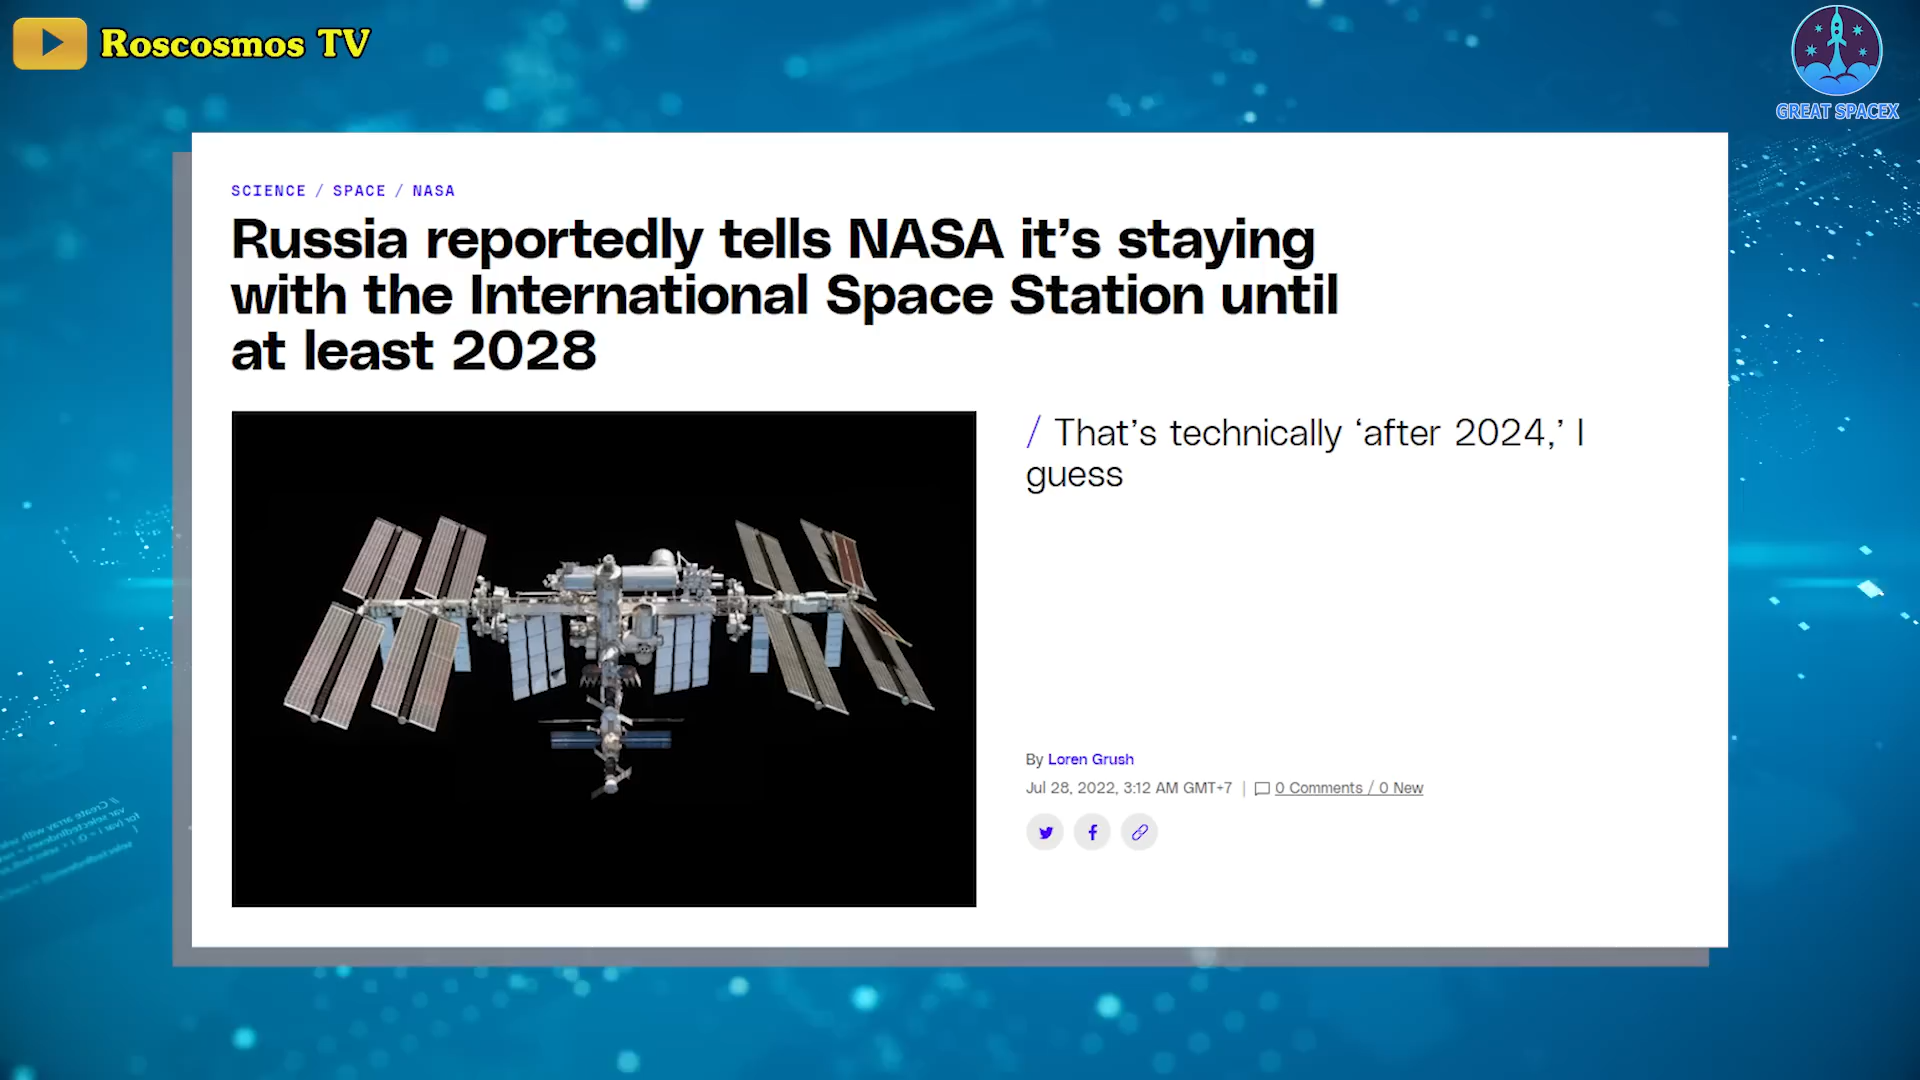 Roscosmos TV
GREAT SPACEX
SCIENCE / SPACE / NASA
Russia reportedly tells NASA it’s staying
with the International Space Station until
at least 2028
/ That’s technically ‘after 2024,’ I
guess
By Loren Grush
Jul 28, 2022, 3:12 AM GMT+7 | 0 Comments / 0 New